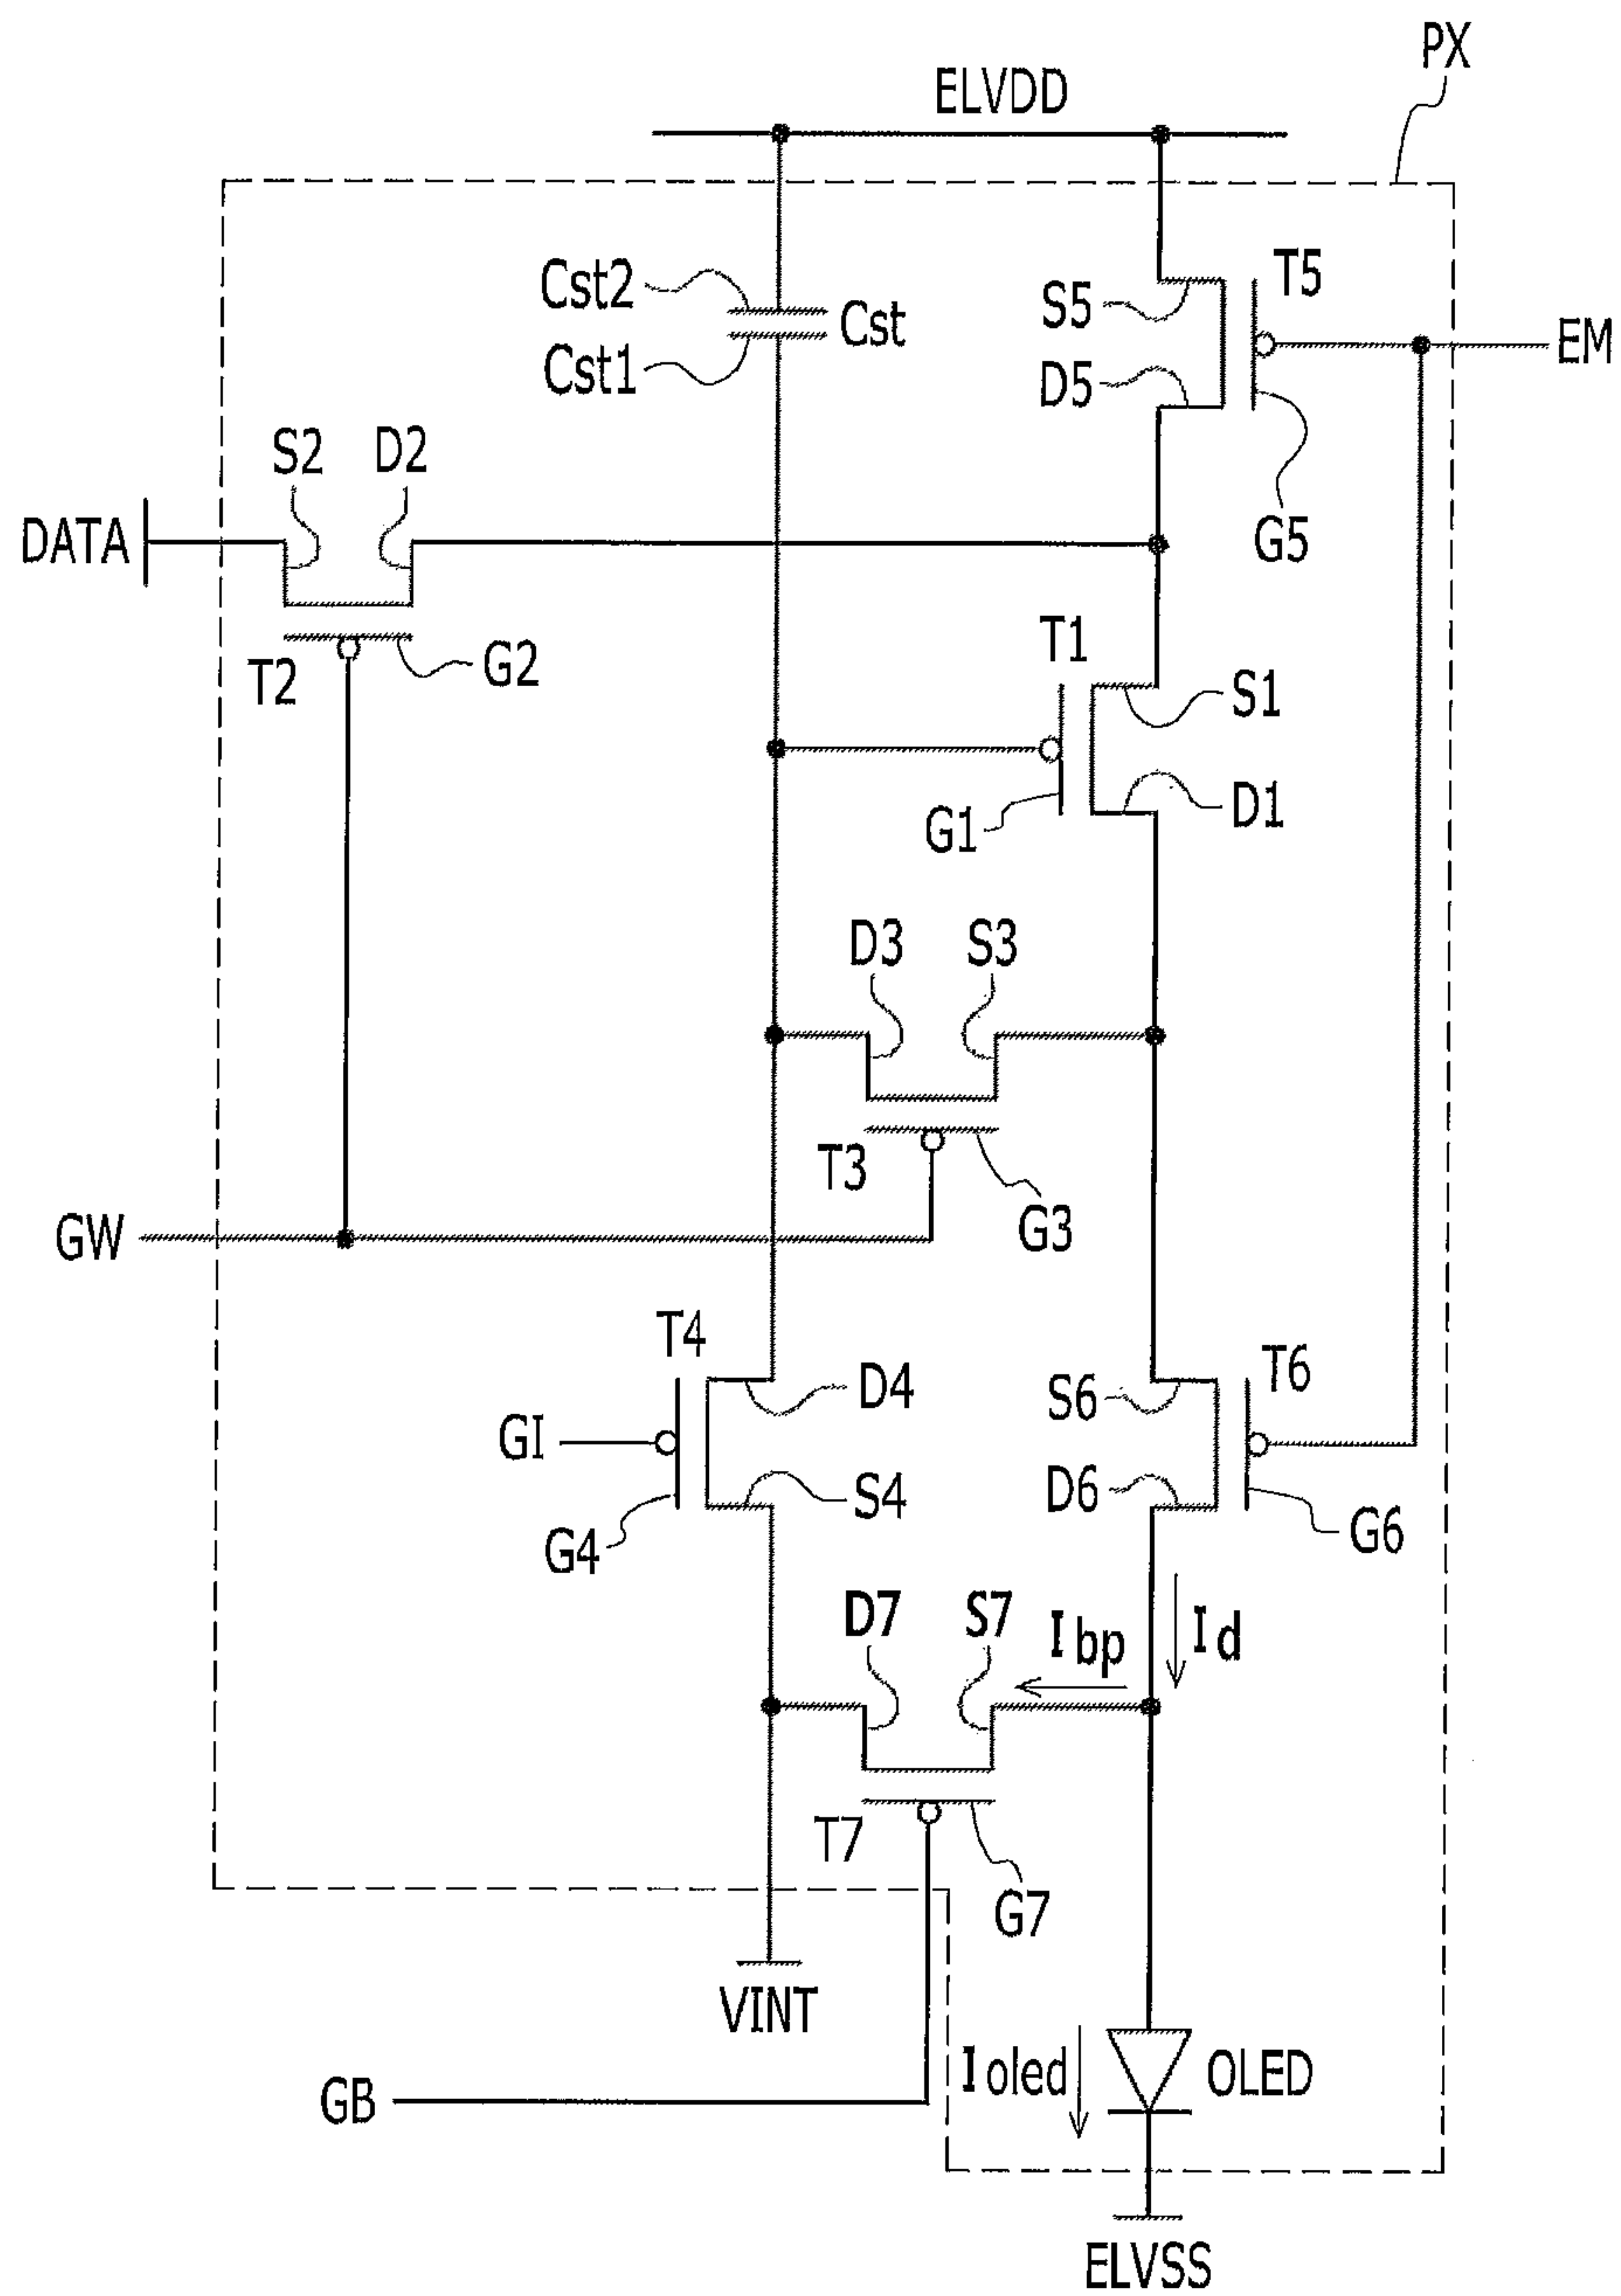 PX
ELVDD
Cst2
Cst
Cst1
S5
T5
D5
EM
G5
S2
D2
DATA
T2
G2
T1
S1
G1
D1
D3
S3
T3
G3
GW
T4
D4
GI
S4
G4
S6
T6
D6
G6
D7
S7
Ibp
Id
T7
G7
VINT
GB
Ioled
OLED
ELVSS